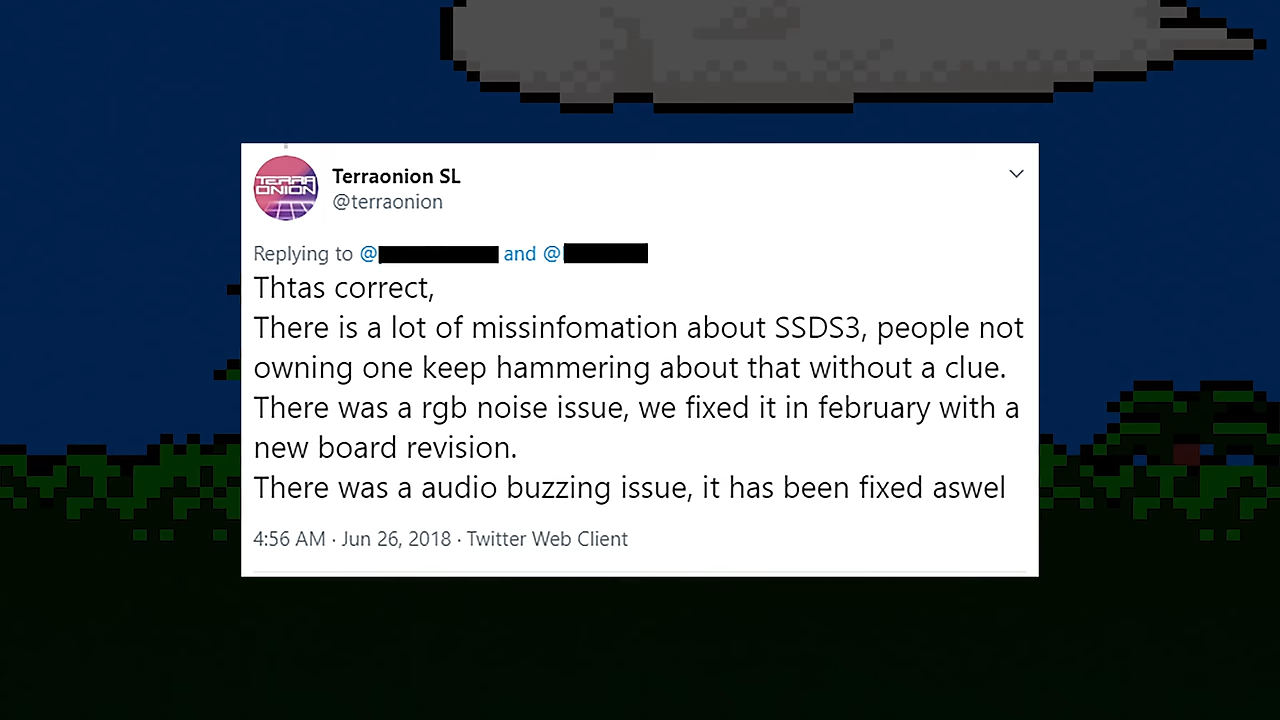 TERRA
ONION
Terraonion SL
@terraonion
Replying to @ and @
Thtas correct,
There is a lot of missinfomation about SSDS3, people not
owning one keep hammering about that without a clue.
There was a rgb noise issue, we fixed it in february with a
new board revision.
There was a audio buzzing issue, it has been fixed aswel
4:56 AM · Jun 26, 2018 · Twitter Web Client